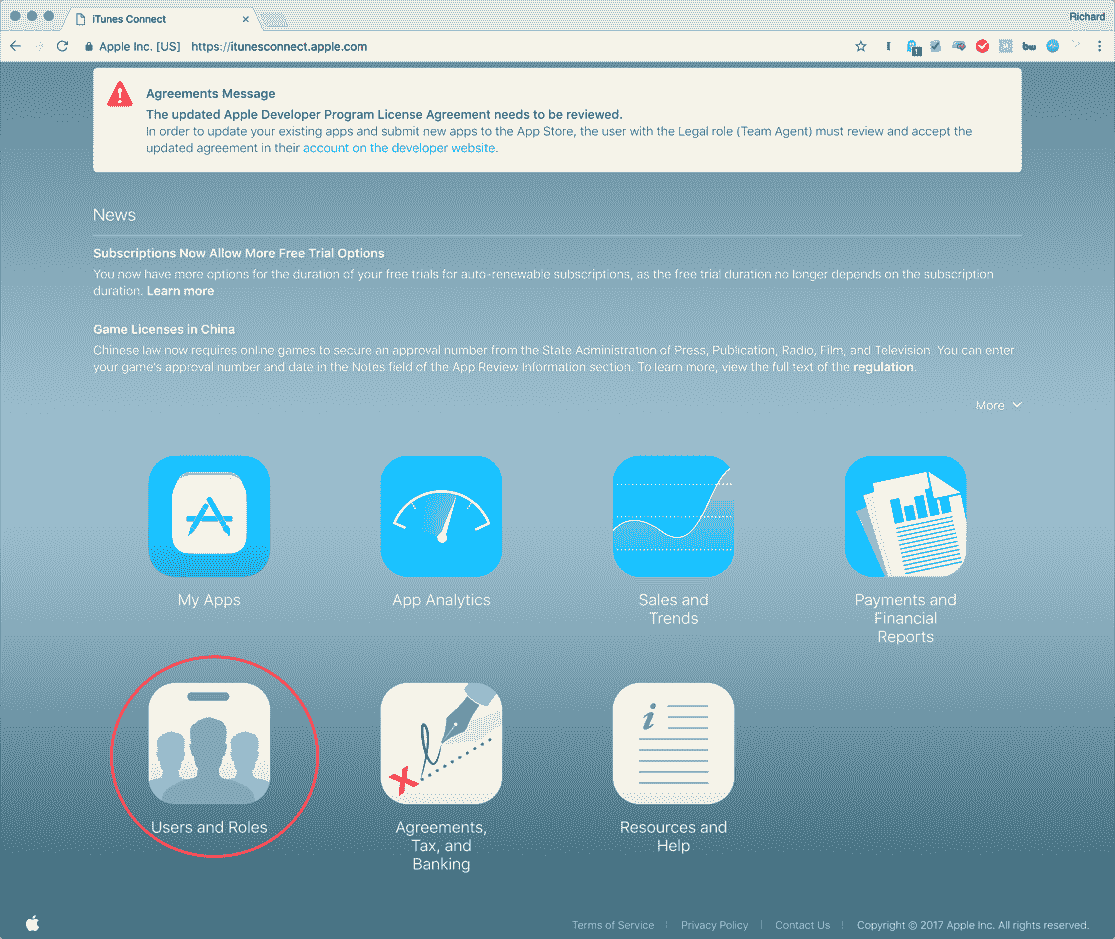 iTunes Connect
Richard
Apple Inc. [US] https://itunesconnect.apple.com
1
Agreements Message
The updated Apple Developer Program License Agreement needs to be reviewed.
In order to update your existing apps and submit new apps to the App Store, the user with the Legal role (Team Agent) must review and accept the
updated agreement in their account on the developer website.
News
Subscriptions Now Allow More Free Trial Options
You now have more options for the duration of your free trials for auto-renewable subscriptions, as the free trial duration no longer depends on the subscription
duration. Learn more
Game Licenses in China
Chinese law now requires online games to secure an approval number from the State Administration of Press, Publication, Radio, Film, and Television. You can enter
your game's approval number and date in the Notes field of the App Review Information section. To learn more, view the full text of the regulation.
More
My Apps
App Analytics
Sales and
Trends
Payments and
Financial
Reports
Users and Roles
Agreements,
Tax, and
Banking
Resources and
Help
Terms of Service | Privacy Policy | Contact Us | Copyright © 2017 Apple Inc. All rights reserved.